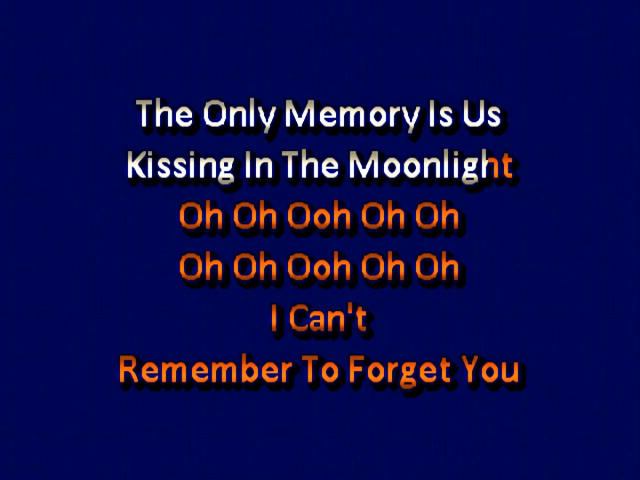 The Only Memory Is Us
Kissing In The Moonlight
Oh Oh Ooh Oh Oh
Oh Oh Ooh Oh Oh
I Can't
Remember To Forget You